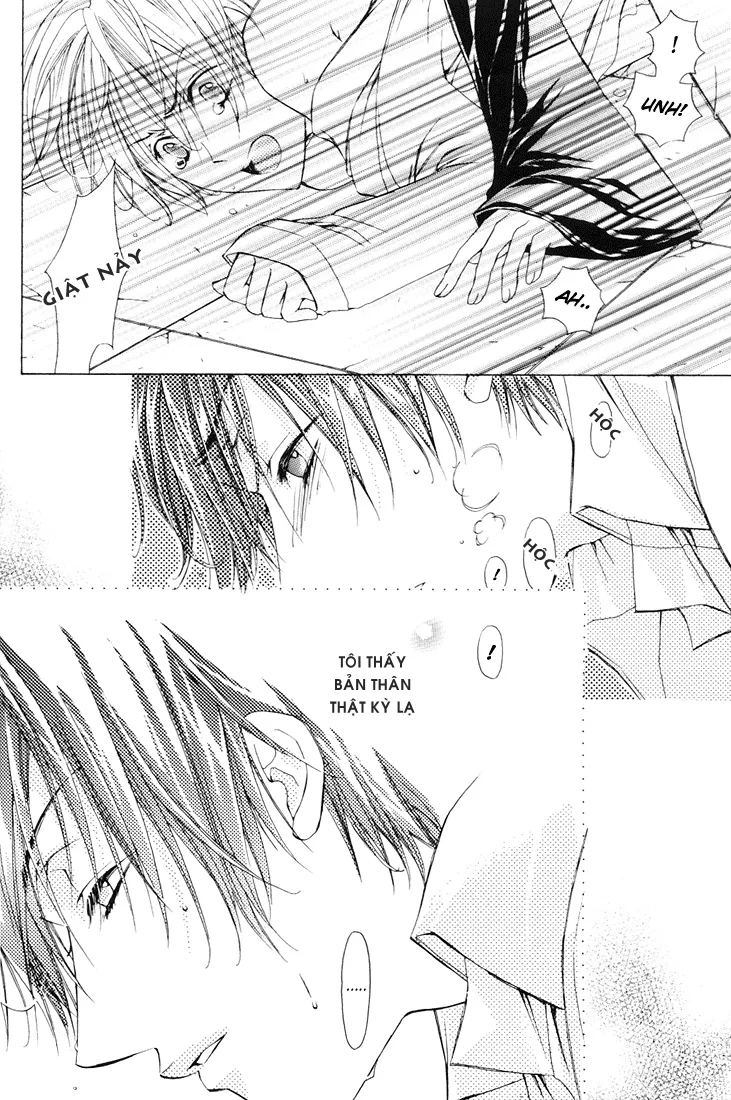 !
UNH!
GIẬT NẢY
AH..
HỘC
HỘC
!
!
TÔI THẤY
BẢN THÂN
THẬT KỲ LẠ
......